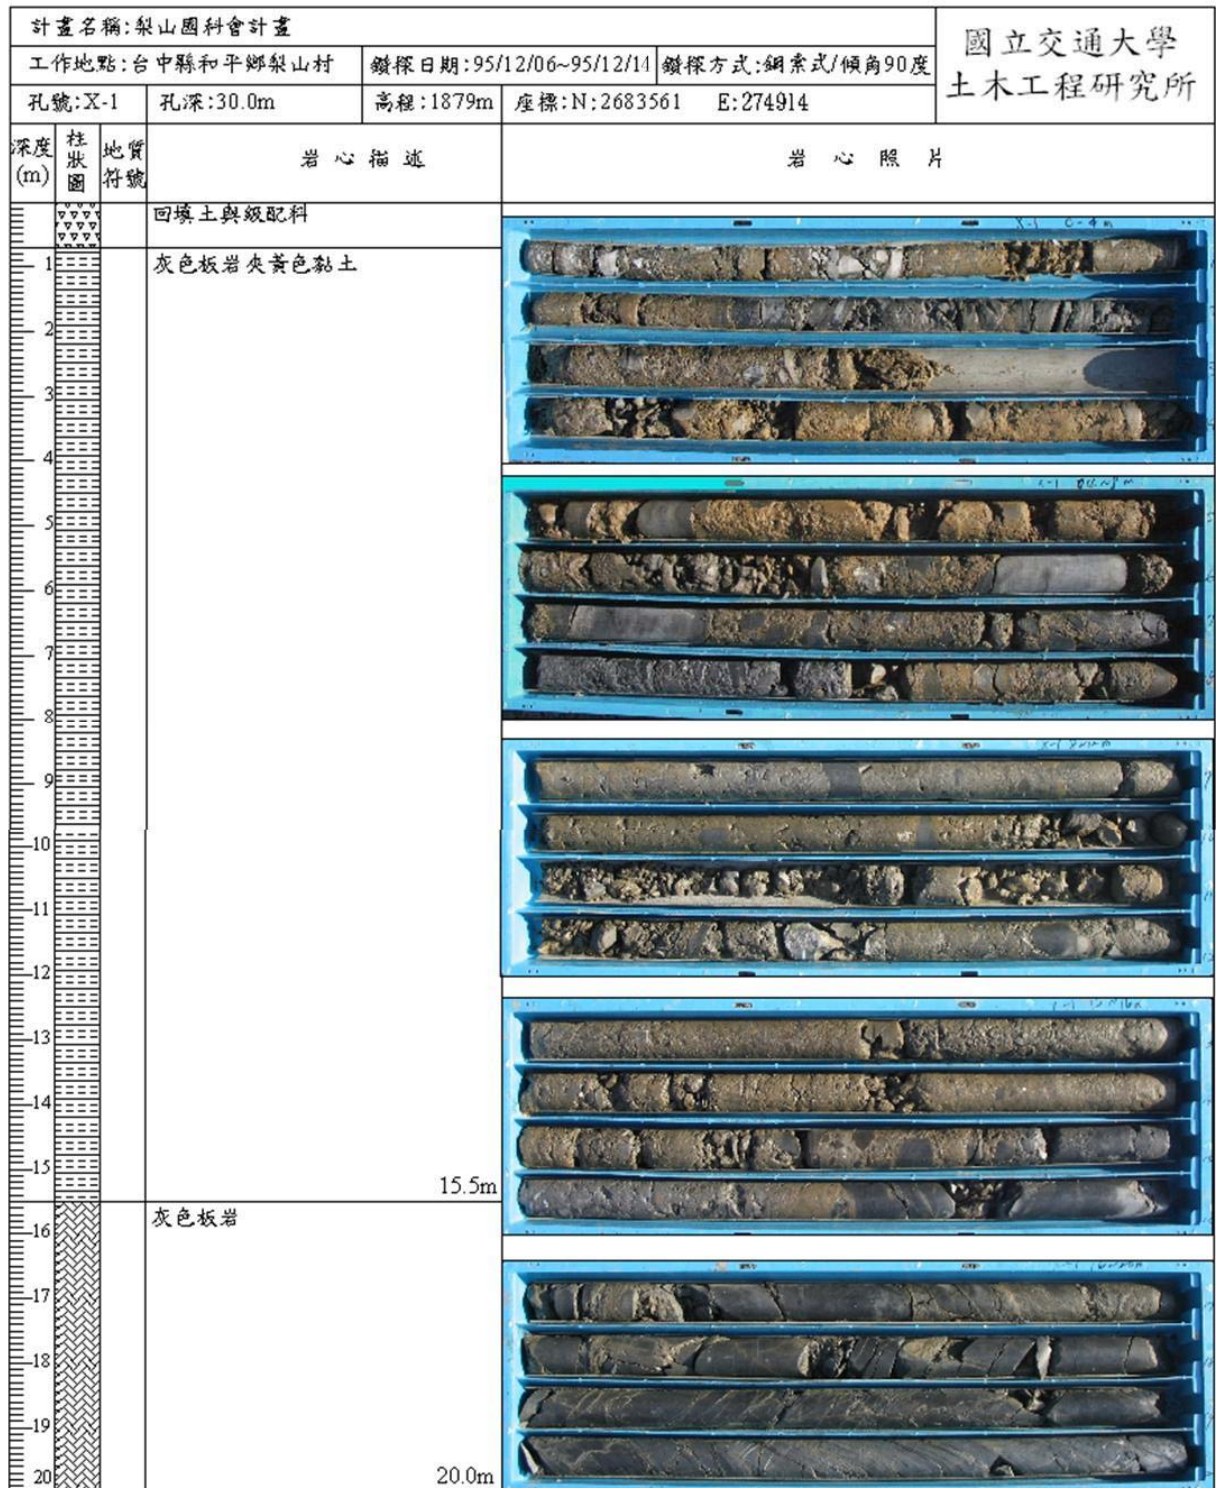 計畫名稱:梨山國科會計畫
國立交通大學
土木工程研究所
工作地點:台中縣和平鄉梨山村 鑽探日期:95/12/06~95/12/14 鑽探方式:鋼索式/傾角90度
孔號:X-1 孔深:30.0m 高程:1879m 座標:N:2683561 E:274914
深度(m) 柱狀圖 地質符號 岩心描述 岩心照片
回填土與級配料
X-1 0-4m
1 灰色板岩夾黃色黏土
2
3
4
5
6
7
8
9
10
11
12
13
14
15
15.5m
16 灰色板岩
17
18
19
20 20.0m